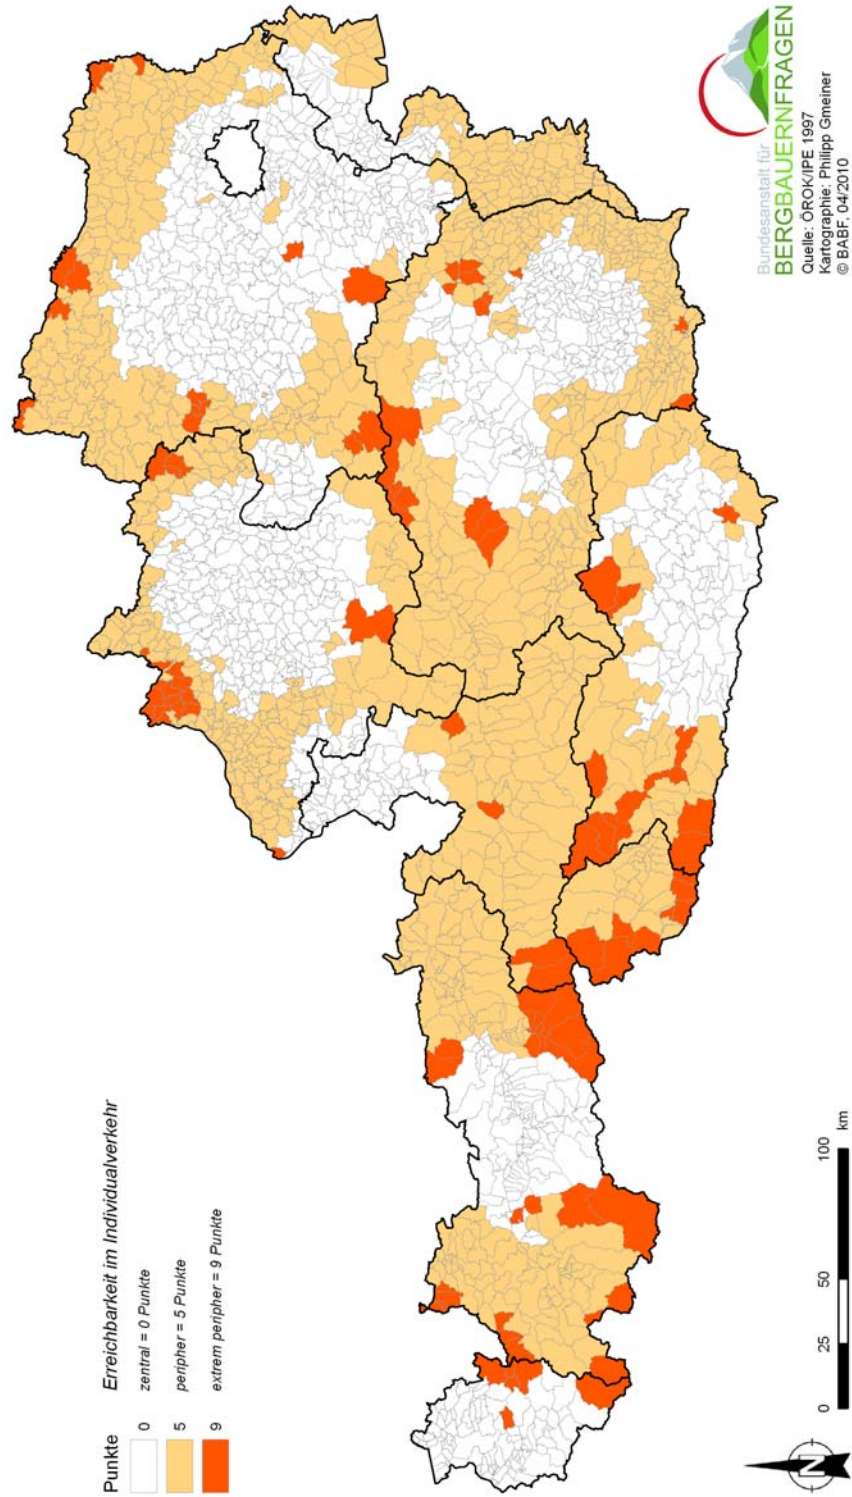 Punkte Erreichbarkeit im Individualverkehr
0 zentral = 0 Punkte
5 peripher = 5 Punkte
9 extrem peripher = 9 Punkte
N
0 25 50 100
km
Bundesanstalt für
BERGBAUERNFRAGEN
Quelle: ÖROK/IPE 1997
Kartographie: Philipp Gmeiner
© BABF, 04/2010